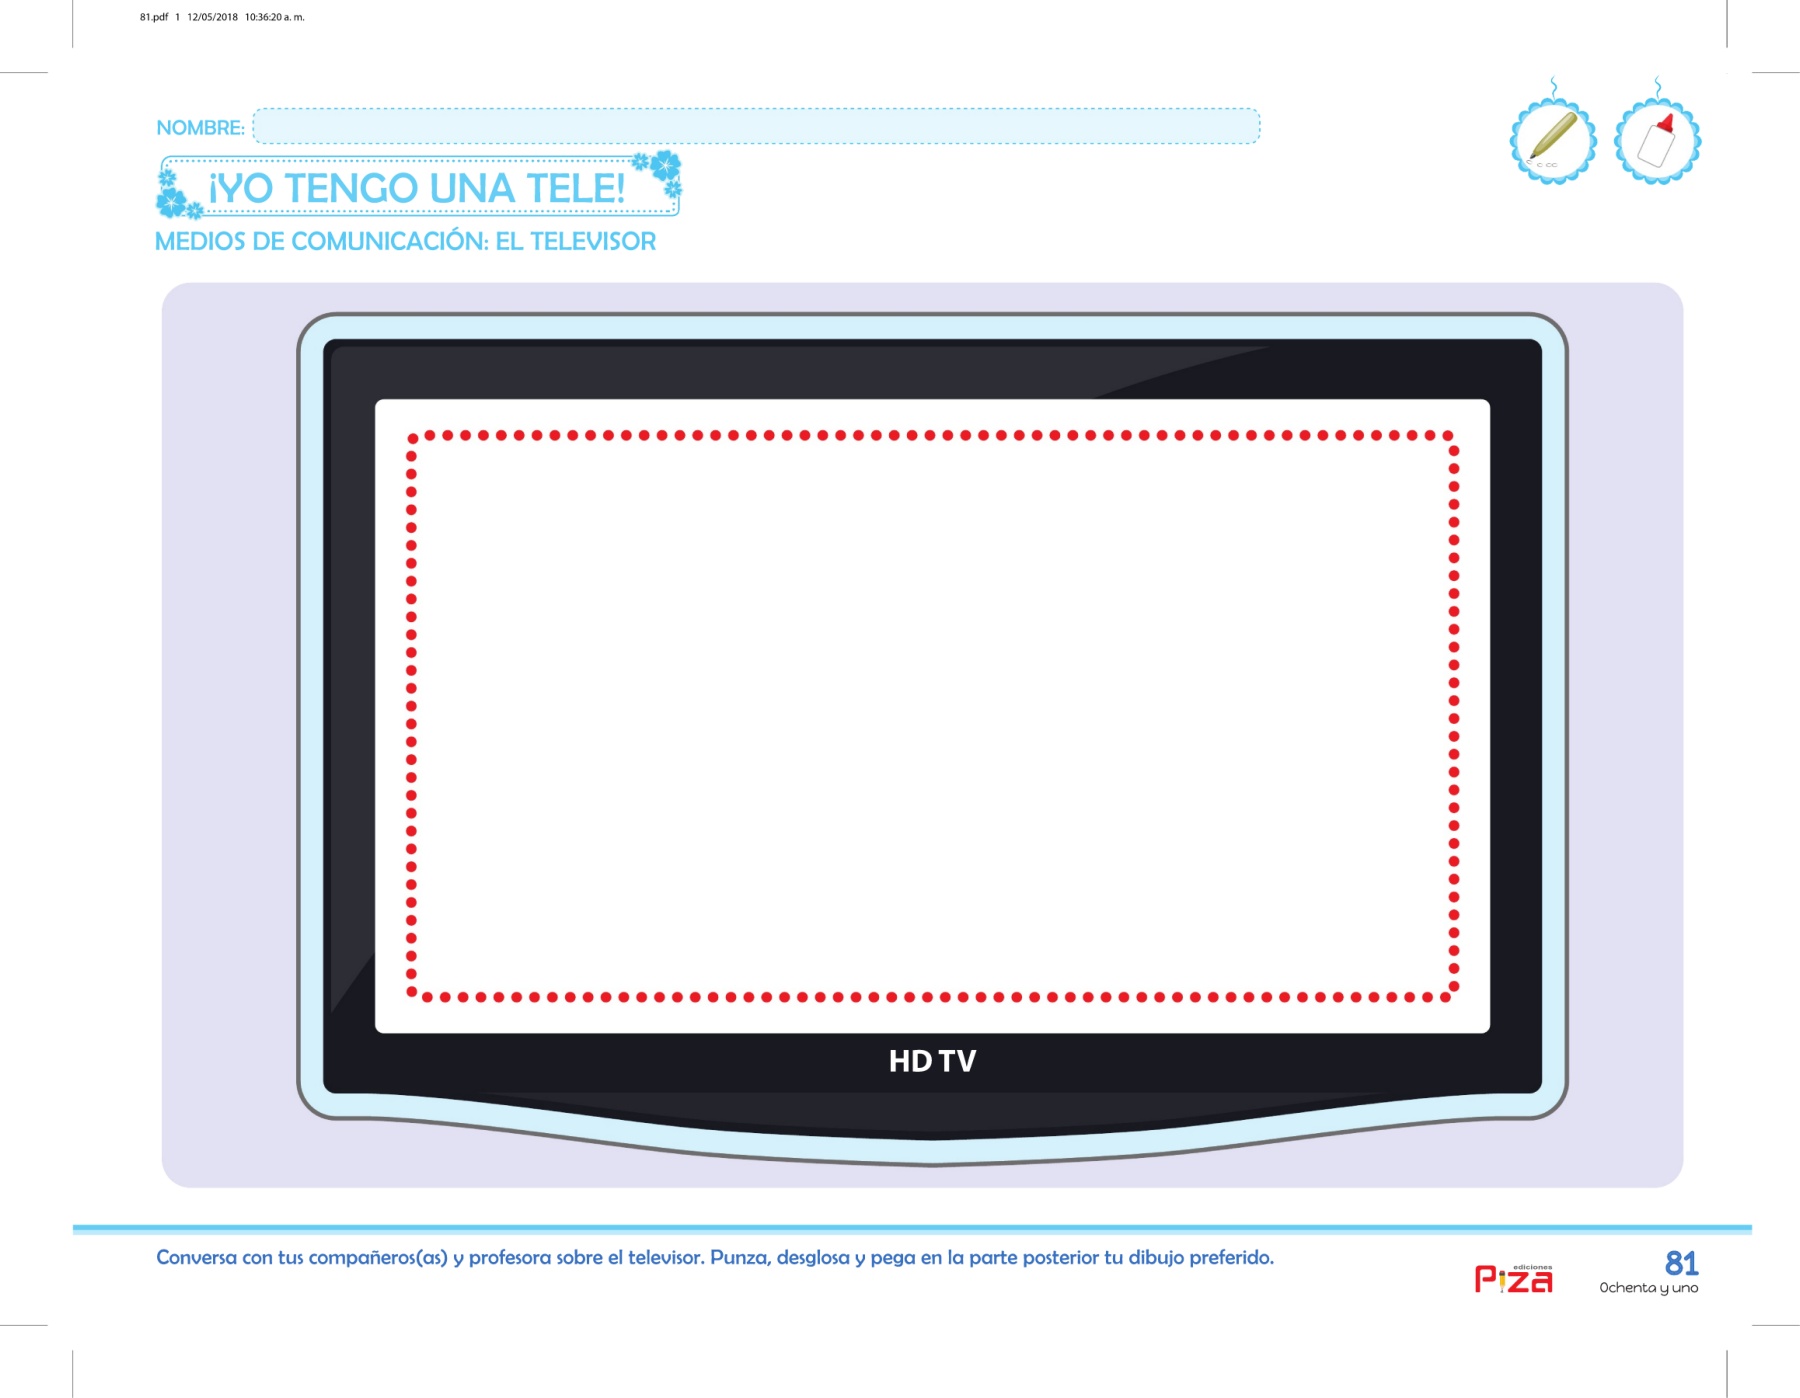 81.pdf 1 12/05/2018 10:36:20 a. m.
NOMBRE:
¡YO TENGO UNA TELE!
MEDIOS DE COMUNICACIÓN: EL TELEVISOR
HD TV
Conversa con tus compañeros(as) y profesora sobre el televisor. Punza, desglosa y pega en la parte posterior tu dibujo preferido.
ediciones
Piza
81
Ochenta y uno